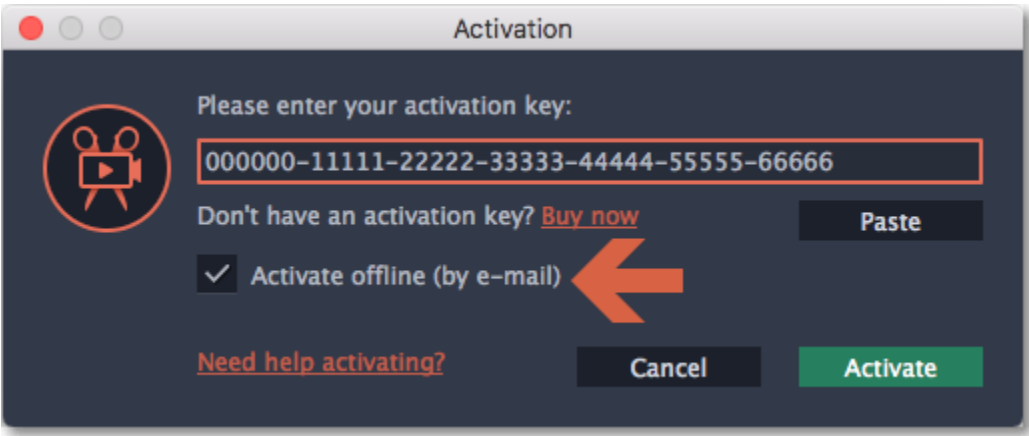 Activation
Please enter your activation key:
000000-11111-22222-33333-44444-55555-66666
Don't have an activation key? Buy now
Paste
Activate offline (by e-mail)
Need help activating?
Cancel
Activate